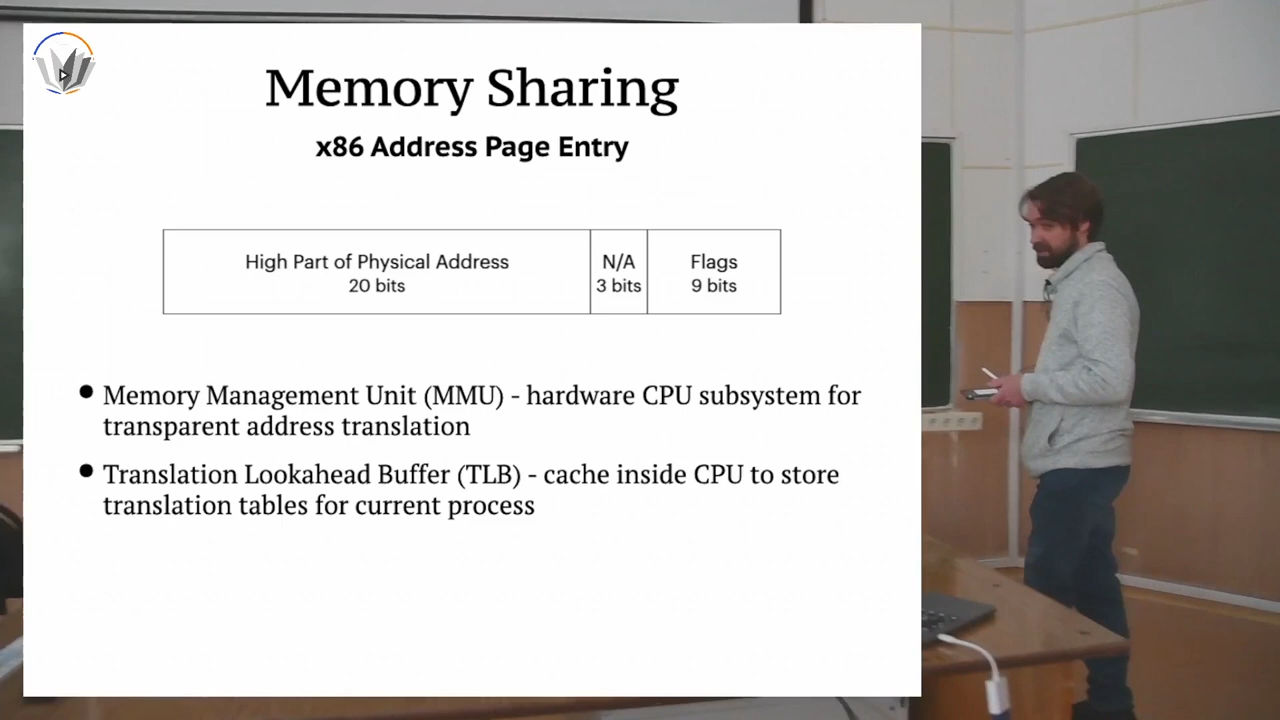 Memory Sharing
x86 Address Page Entry
High Part of Physical Address
20 bits
N/A
3 bits
Flags
9 bits
Memory Management Unit (MMU) - hardware CPU subsystem for
transparent address translation
Translation Lookahead Buffer (TLB) - cache inside CPU to store
translation tables for current process